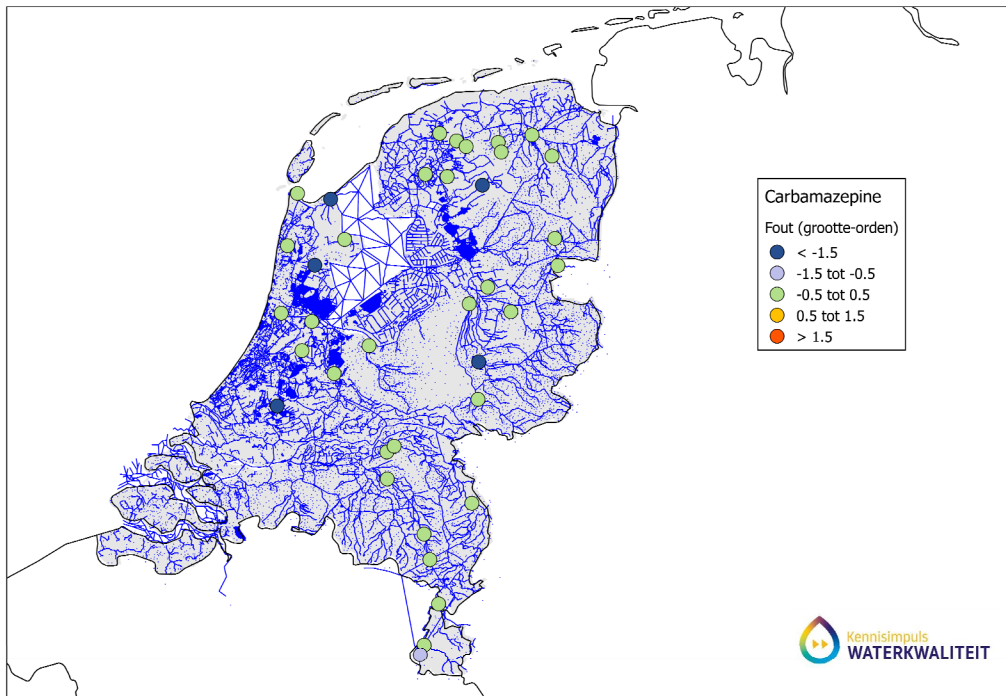 Carbamazepine
Fout (grootte-orden)
< -1.5
-1.5 tot -0.5
-0.5 tot 0.5
0.5 tot 1.5
> 1.5
Kennisimpuls
WATERKWALITEIT